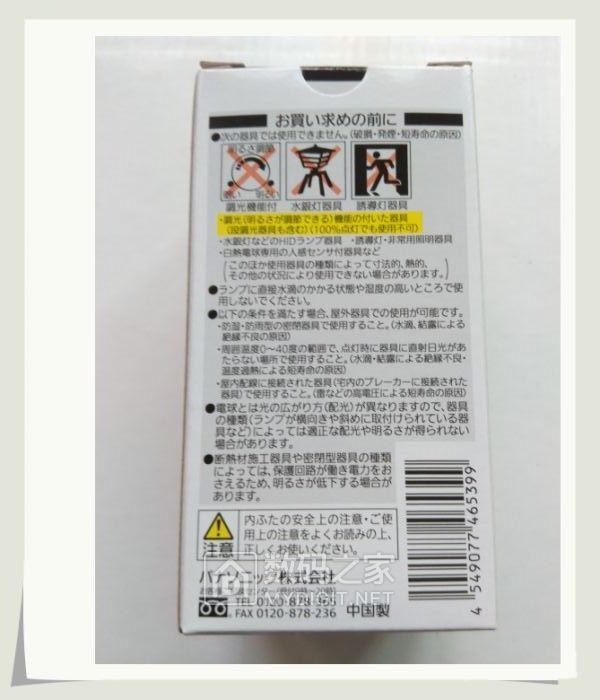 お買い求めの前に
●次の器具では使用できません。(破損・発煙・短寿命の原因)
明るさ調節
暗い 明るい
調光機能付 水銀灯器具 誘導灯器具
・調光(明るさが調節できる)機能の付いた器具
(段調光器具も含む)(100%点灯でも使用不可)
・水銀灯などのHIDランプ器具 ・誘導灯・非常用照明器具
・白熱電球専用の人感センサ付器具など
(このほか使用器具の種類によって寸法的、熱的、
その他の状況により使用できない場合があります。)
●ランプに直接水滴のかかる状態や湿度の高いところで使
用しないでください。
●以下の条件を満たす場合、屋外器具での使用が可能です。
・防湿・防雨型の密閉器具で使用すること。(水滴、結露による
絶縁不良の原因)
・周囲温度0~40度の範囲で、点灯時に器具に直射日光があ
たらない場所で使用すること。(水滴・結露による絶縁不良・
温度過熱による短寿命の原因)
・屋内配線に接続された器具(宅内のブレーカーに接続された器
具)で使用すること。(雷などの高電圧による短寿命の原因)
●電球とは光の広がり方(配光)が異なりますので、器具
の種類(ランプが横向きや斜めに取付けられている器
具など)によっては適正な配光や明るさが得られない
場合があります。
●断熱材施工器具や密閉型器具の種類
によっては、保護回路が働き電力をお
さえるため、明るさが低下する場合が
あります。
注意
内ふたの安全上の注意・ご使
用上の注意をよくお読みの上、
正しくお使いください。
パナソニック株式会社
TEL 0120-878-365
FAX 0120-878-236 中国製
4 549077 465399
数码之家
MYDIGIT.NET